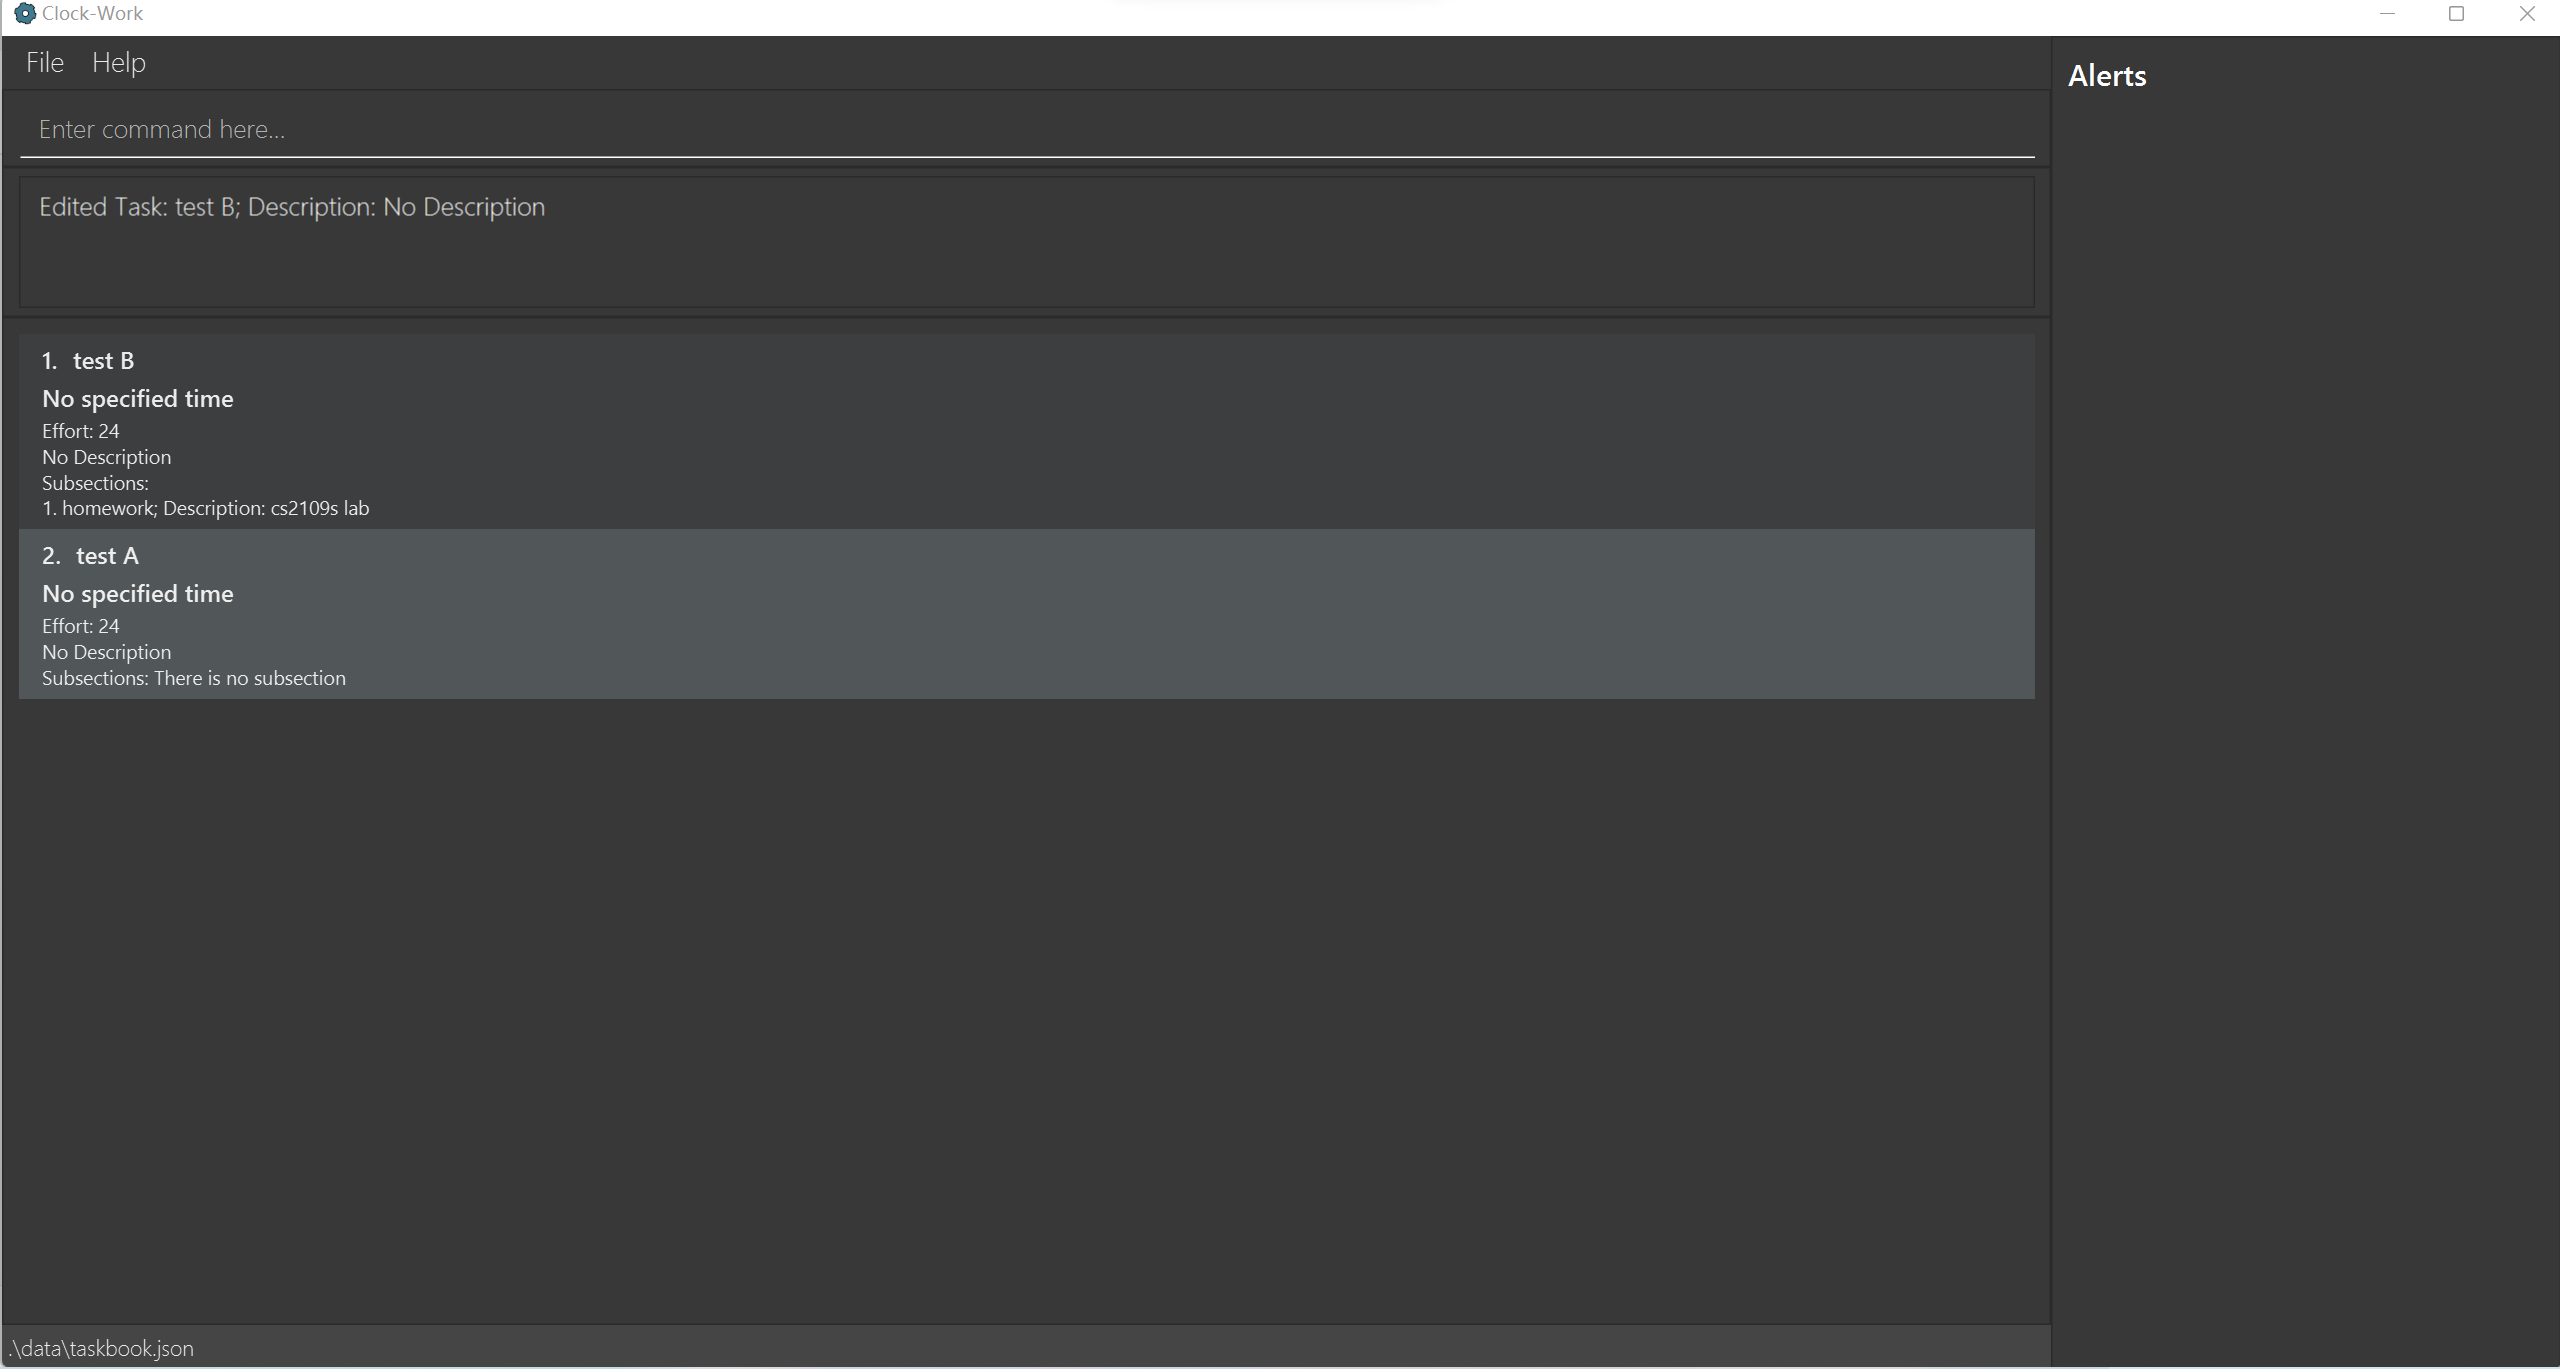 Clock-Work
File Help
Enter command here...
Edited Task: test B; Description: No Description
1. test B
No specified time
Effort: 24
No Description
Subsections:
1. homework; Description: cs2109s lab
2. test A
No specified time
Effort: 24
No Description
Subsections: There is no subsection
.\data\taskbook.json
Alerts